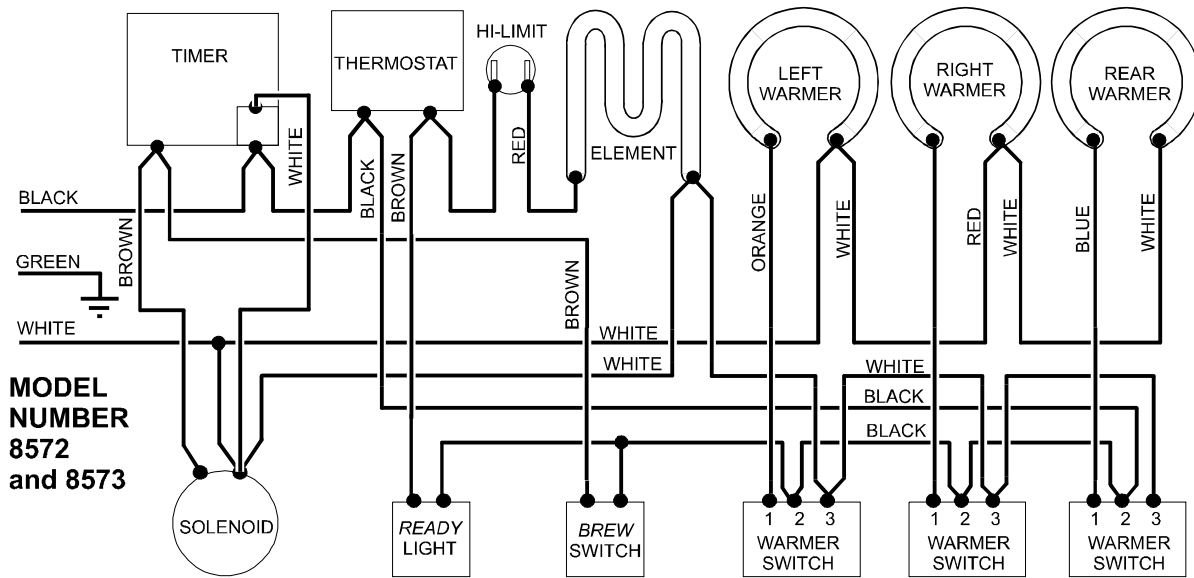 TIMER
THERMOSTAT
HI-LIMIT
LEFT
WARMER
RIGHT
WARMER
REAR
WARMER
ELEMENT
WHITE
RED
BLACK
BROWN
BLACK
BROWN
ORANGE
WHITE
RED
WHITE
BLUE
WHITE
GREEN
BROWN
WHITE
WHITE
WHITE
WHITE
BLACK
BLACK
MODEL
NUMBER
8572
and 8573
SOLENOID
READY
LIGHT
BREW
SWITCH
1 2 3
WARMER
SWITCH
1 2 3
WARMER
SWITCH
1 2 3
WARMER
SWITCH